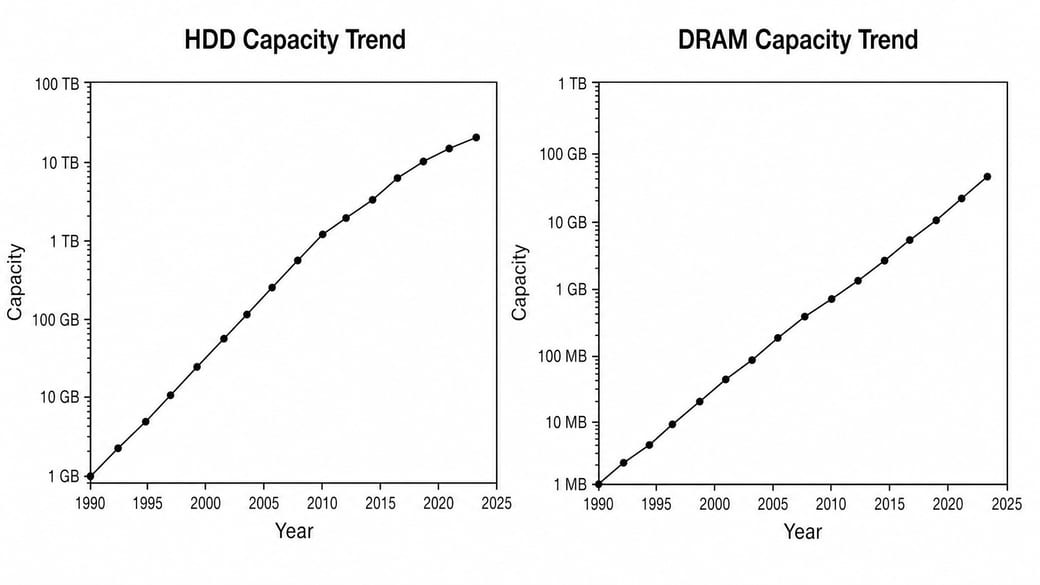 HDD Capacity Trend
100 TB
10 TB
1 TB
100 GB
10 GB
1 GB
Capacity
1990 1995 2000 2005 2010 2015 2020 2025
Year
DRAM Capacity Trend
1 TB
100 GB
10 GB
1 GB
100 MB
10 MB
1 MB
Capacity
1990 1995 2000 2005 2010 2015 2020 2025
Year